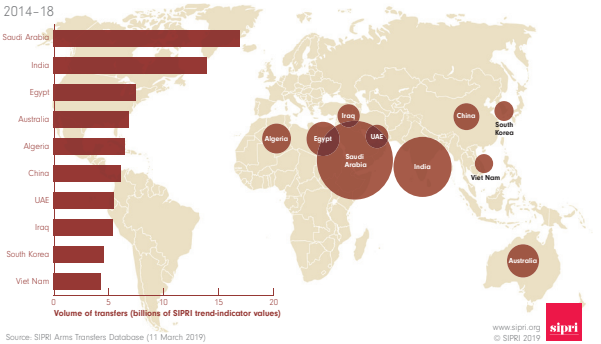 2014–18
Saudi Arabia
India
Egypt
Australia
Algeria
China
UAE
Iraq
South Korea
Viet Nam
0 5 10 15 20
Volume of transfers (billions of SIPRI trend-indicator values)
Iraq
Algeria
Egypt
UAE
Saudi
Arabia
India
China
South
Korea
Viet Nam
Australia
Source: SIPRI Arms Transfers Database (11 March 2019)
www.sipri.org
© SIPRI 2019
sipri